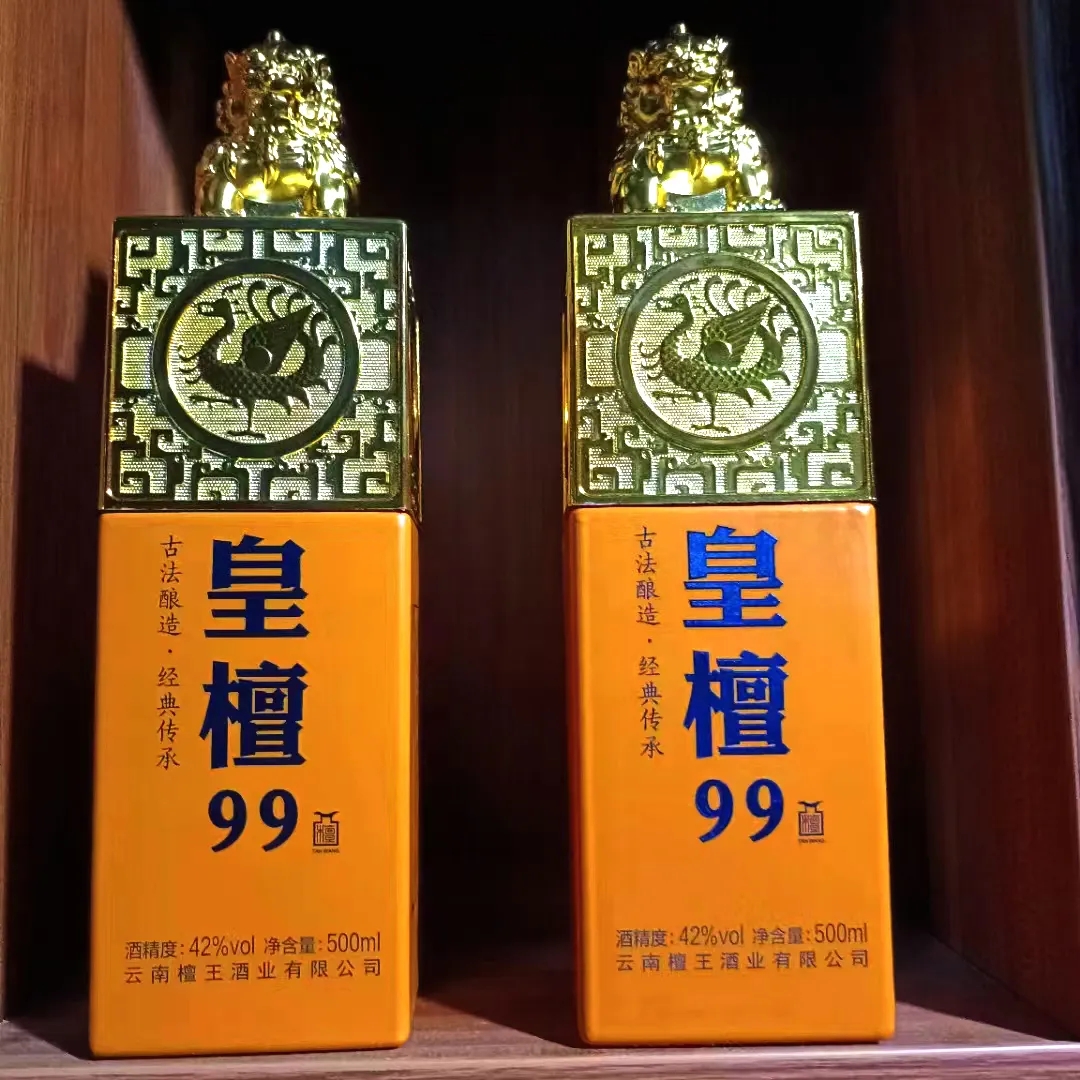 古法酿造·经典传承
皇檀
99
酒精度:42%vol 净含量:500ml
云南檀王酒业有限公司
古法酿造·经典传承
皇檀
99
酒精度:42%vol 净含量:500ml
云南檀王酒业有限公司